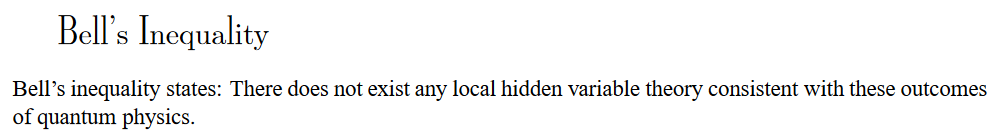 Bell’s Inequality
Bell’s inequality states: There does not exist any local hidden variable theory consistent with these outcomes
of quantum physics.